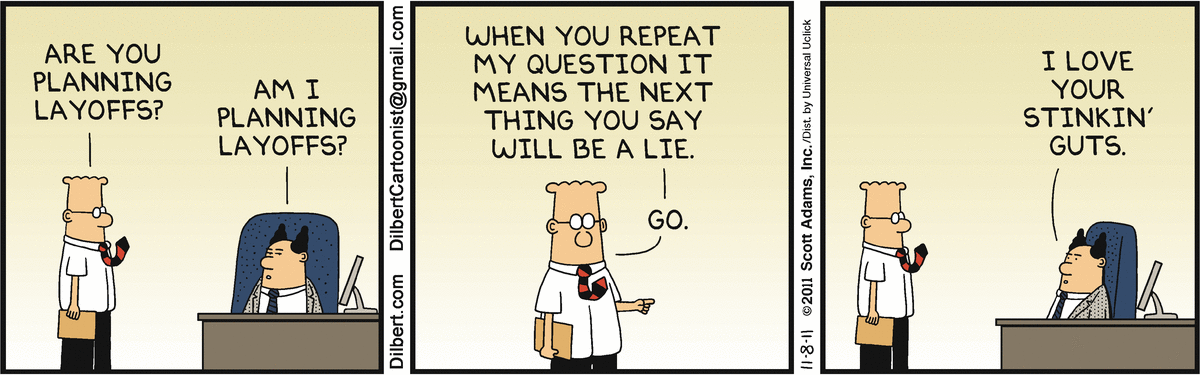 ARE YOU
PLANNING
LAYOFFS?
AM I
PLANNING
LAYOFFS?
Dilbert.com DilbertCartoonist@gmail.com
WHEN YOU REPEAT
MY QUESTION IT
MEANS THE NEXT
THING YOU SAY
WILL BE A LIE.
GO.
11-8-11 ©2011 Scott Adams, Inc./Dist. by Universal Uclick
I LOVE
YOUR
STINKIN'
GUTS.